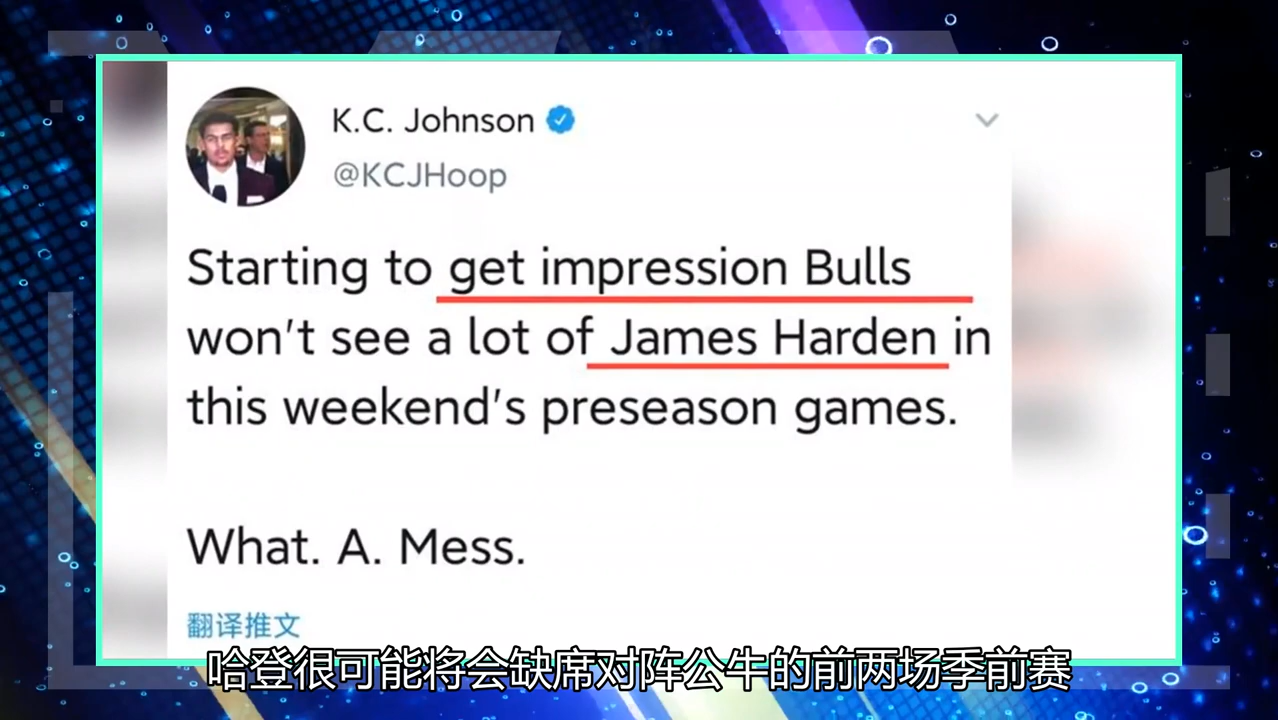 K.C. Johnson
@KCJHoop
Starting to get impression Bulls
won't see a lot of James Harden in
this weekend's preseason games.
What. A. Mess.
翻译推文
哈登很可能将会缺席对阵公牛的前两场季前赛